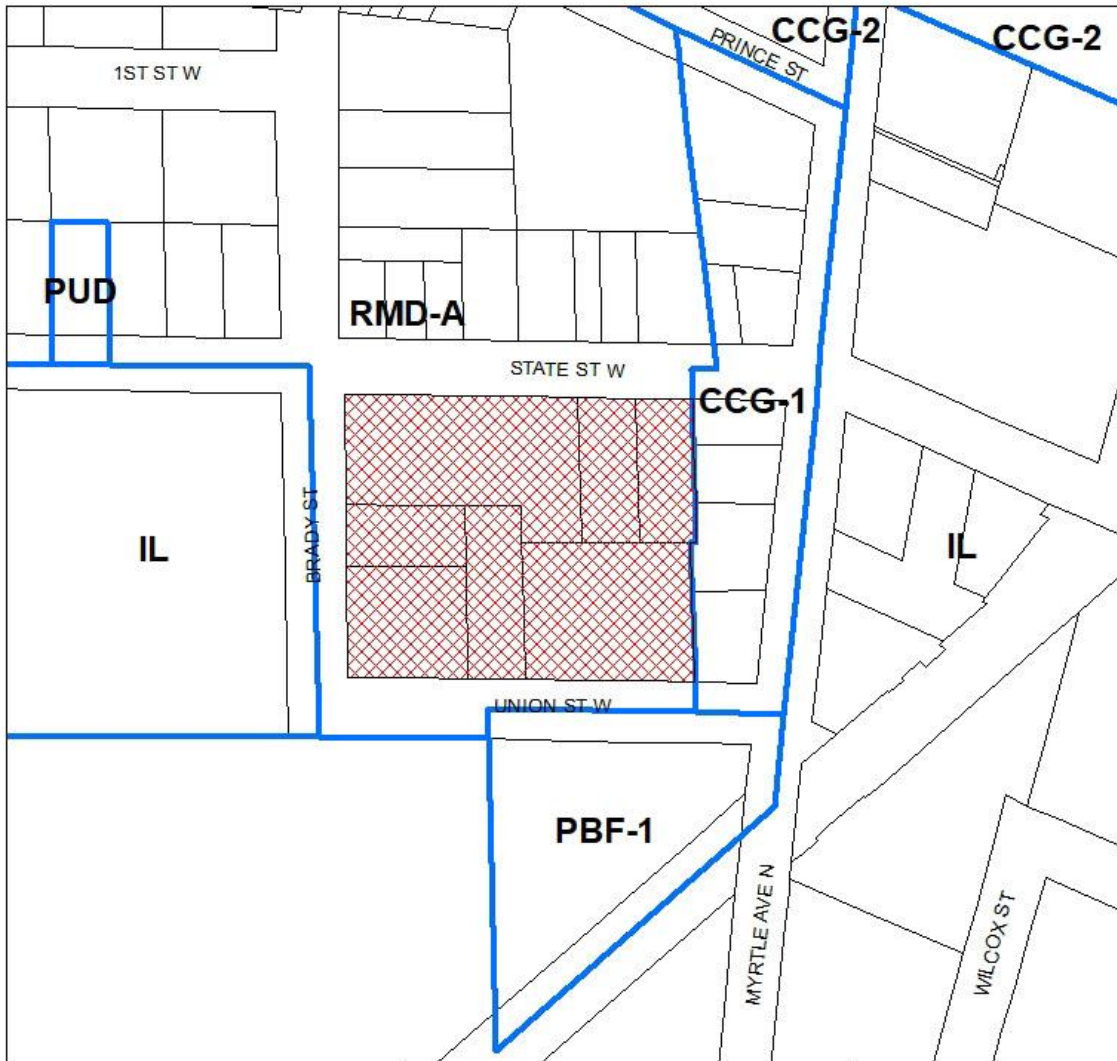 CCG-2
CCG-2
PRINCE ST
1ST ST W
PUD
RMD-A
STATE ST W
CCG-1
BRADY ST
IL
IL
UNION ST W
PBF-1
MYRTLE AVE N
WILCOX ST